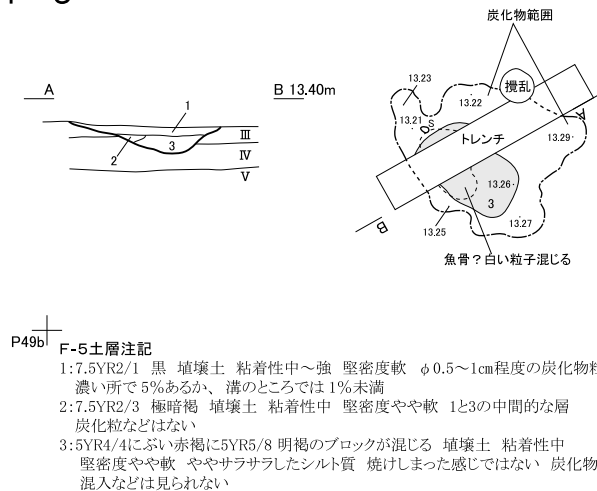 炭化物範囲
A
B 13.40m
1
2
3
Ⅲ
Ⅳ
Ⅴ
13.23
13.22
攪乱
13.21
S
トレンチ
13.29
A
13.26
3
B
13.25
13.27
魚骨？白い粒子混じる
P49b
F-5土層注記
1:7.5YR2/1 黒 埴壌土 粘着性中～強 堅密度軟 φ0.5～1cm程度の炭化物粒
濃い所で5%あるか、溝のところでは1%未満
2:7.5YR2/3 極暗褐 埴壌土 粘着性中 堅密度やや軟 1と3の中間的な層
炭化粒などはない
3:5YR4/4にぶい赤褐に5YR5/8 明褐のブロックが混じる 埴壌土 粘着性中
堅密度やや軟 ややサラサラしたシルト質 焼けしまった感じではない 炭化物
混入などは見られない